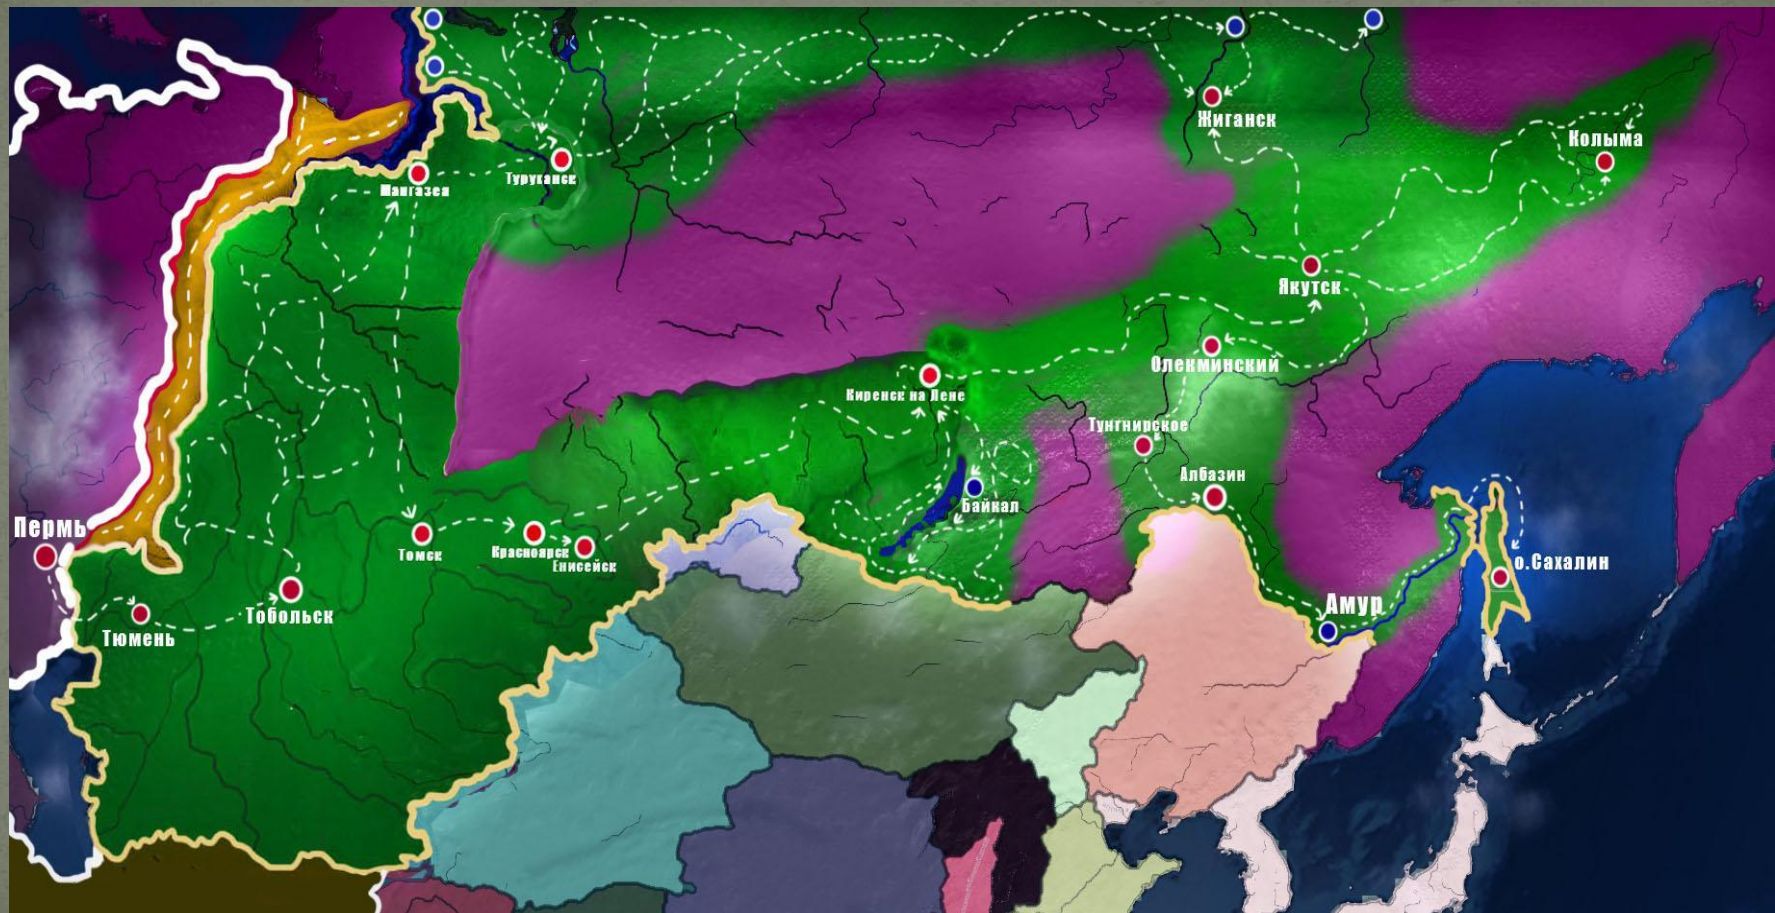 Жиганск
Колыма
Туруханск
Мангазея
Якутск
Олекминский
Киренск на Лене
Тунгнирское
Албазин
Байкал
Пермь
Томск
Красноярск
Енисейск
о.Сахалин
Амур
Тобольск
Тюмень